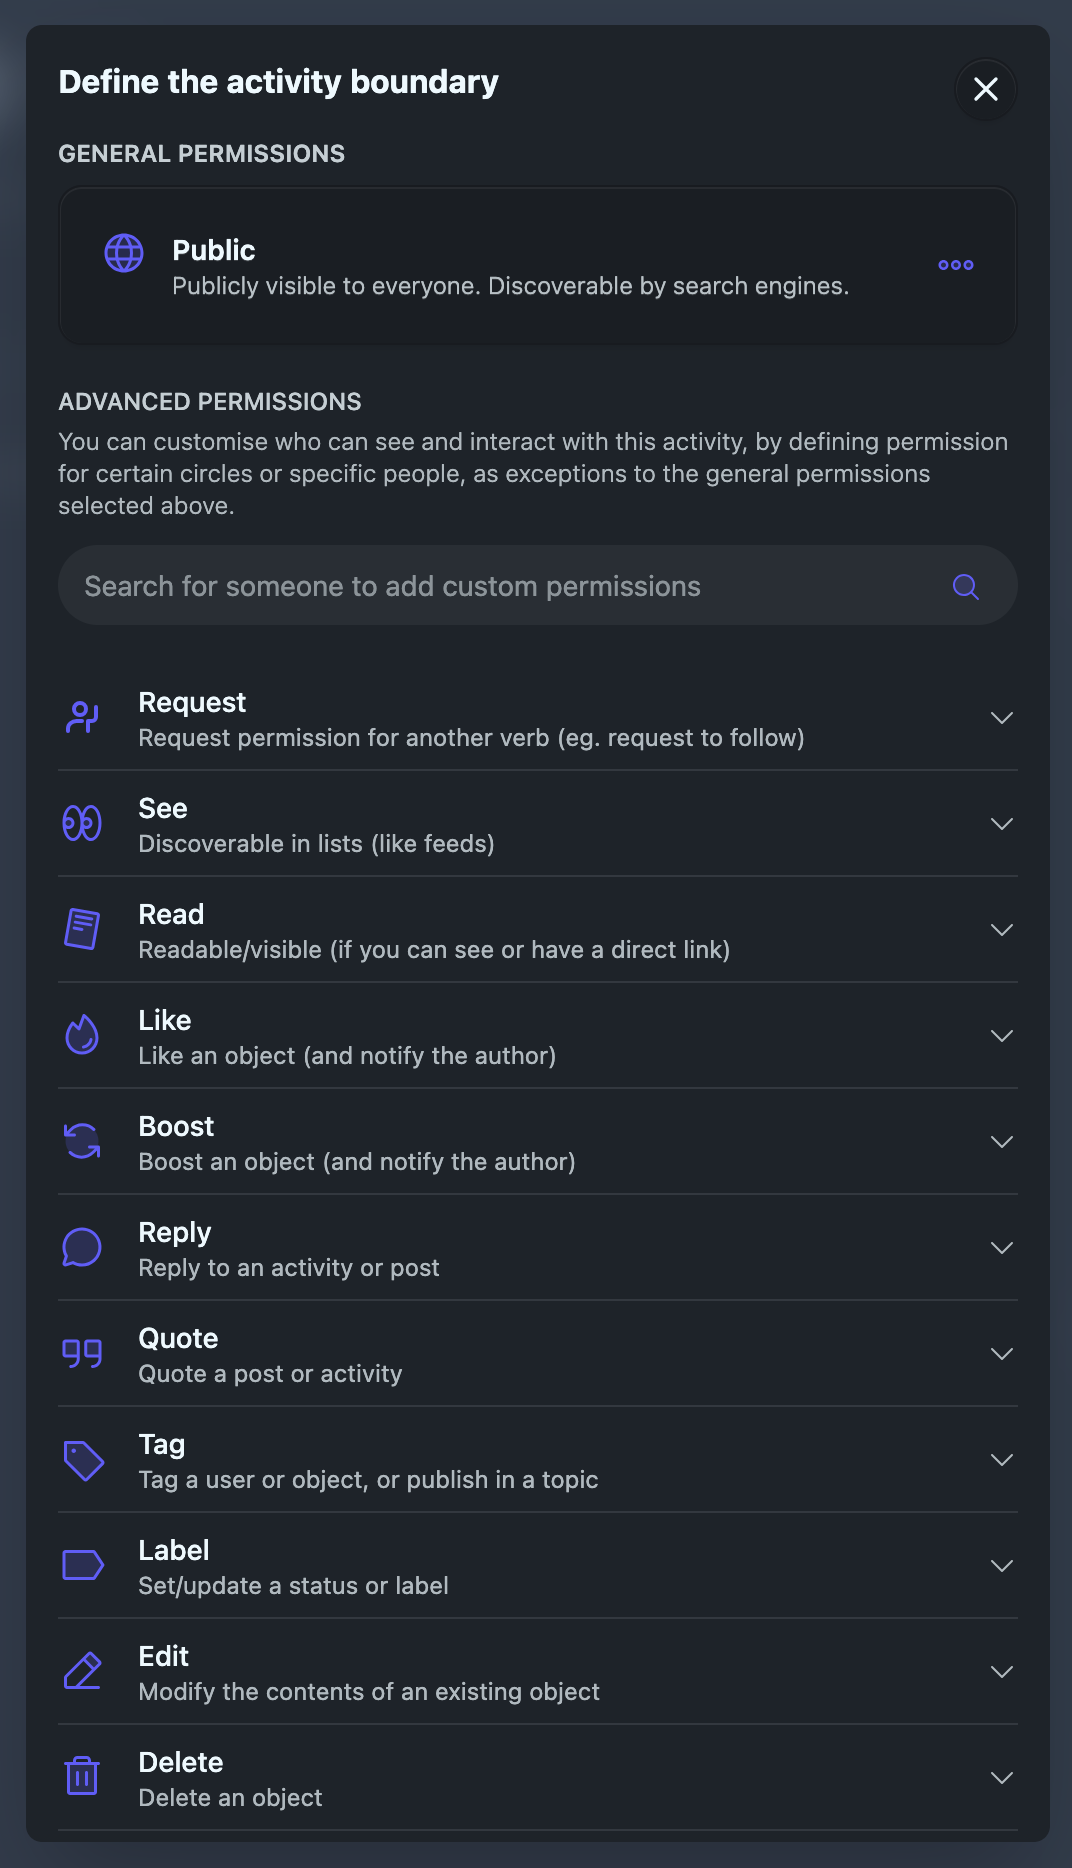 Define the activity boundary
GENERAL PERMISSIONS
Public
Publicly visible to everyone. Discoverable by search engines.
ADVANCED PERMISSIONS
You can customise who can see and interact with this activity, by defining permission
for certain circles or specific people, as exceptions to the general permissions
selected above.
Search for someone to add custom permissions
Request
Request permission for another verb (eg. request to follow)
See
Discoverable in lists (like feeds)
Read
Readable/visible (if you can see or have a direct link)
Like
Like an object (and notify the author)
Boost
Boost an object (and notify the author)
Reply
Reply to an activity or post
Quote
Quote a post or activity
Tag
Tag a user or object, or publish in a topic
Label
Set/update a status or label
Edit
Modify the contents of an existing object
Delete
Delete an object